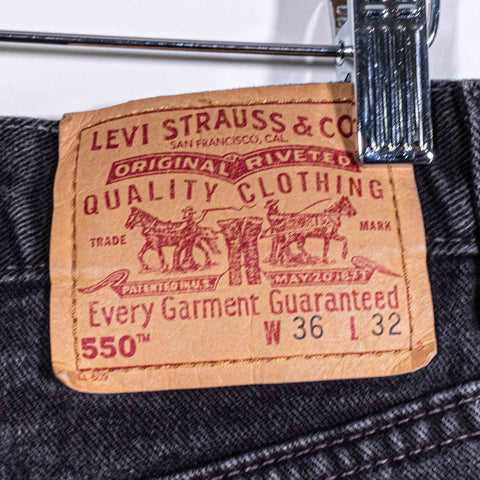 LEVI STRAUSS & CO
SAN FRANCISCO, CAL.
ORIGINAL RIVETED
QUALITY CLOTHING
TRADE MARK
PATENTED IN U.S. MAY 20 1873
Every Garment Guaranteed
550™ W 36 L 32